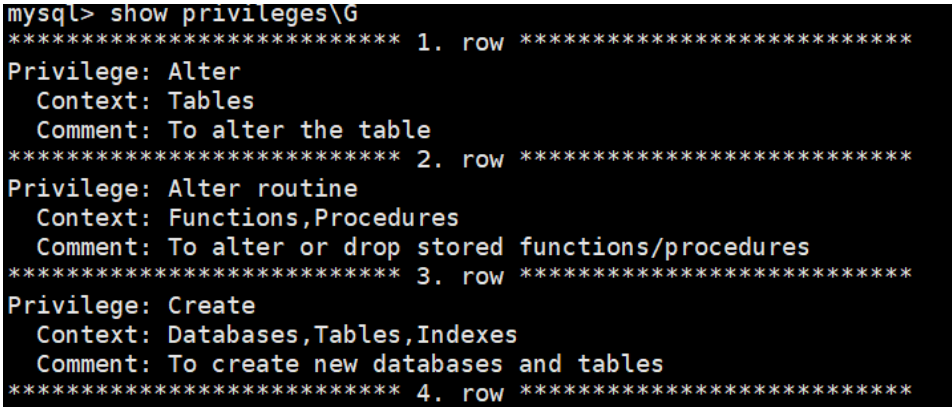 mysql> show privileges\G
*************************** 1. row ***************************
Privilege: Alter
  Context: Tables
  Comment: To alter the table
*************************** 2. row ***************************
Privilege: Alter routine
  Context: Functions,Procedures
  Comment: To alter or drop stored functions/procedures
*************************** 3. row ***************************
Privilege: Create
  Context: Databases,Tables,Indexes
  Comment: To create new databases and tables
*************************** 4. row ***************************